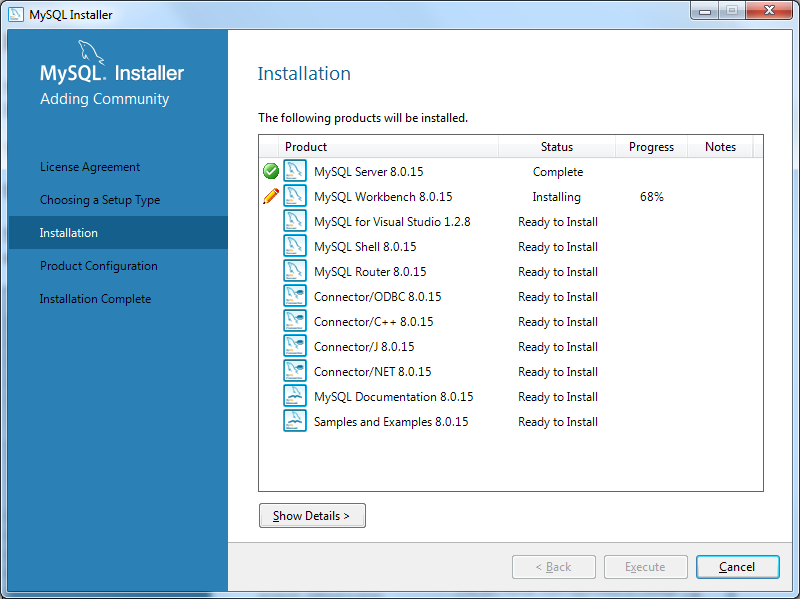 MySQL Installer
MySQL. Installer
Adding Community
License Agreement
Choosing a Setup Type
Installation
Product Configuration
Installation Complete
Installation
The following products will be installed.
Product Status Progress Notes
MySQL Server 8.0.15 Complete
MySQL Workbench 8.0.15 Installing 68%
MySQL for Visual Studio 1.2.8 Ready to Install
MySQL Shell 8.0.15 Ready to Install
MySQL Router 8.0.15 Ready to Install
Connector/ODBC 8.0.15 Ready to Install
Connector/C++ 8.0.15 Ready to Install
Connector/J 8.0.15 Ready to Install
Connector/NET 8.0.15 Ready to Install
MySQL Documentation 8.0.15 Ready to Install
Samples and Examples 8.0.15 Ready to Install
Show Details >
< Back Execute Cancel